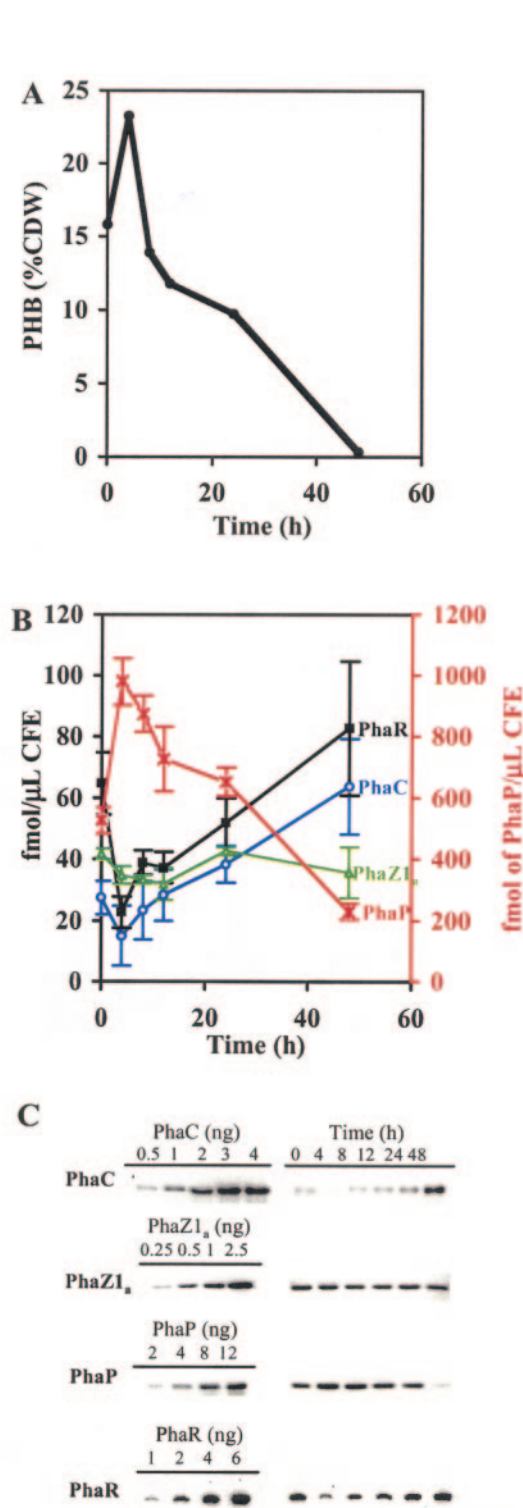 A
25
20
15
10
5
0
PHB (%CDW)
0 20 40 60
Time (h)
B
120
100
80
60
40
20
0
fmol/μL CFE
1200
1000
800
600
400
200
0
fmol of PhaP/μL CFE
PhaR
PhaC
PhaZ1a
PhaP
0 20 40 60
Time (h)
C
PhaC (ng) Time (h)
0.5 1 2 3 4 0 4 8 12 24 48
PhaC
PhaZ1a (ng)
0.25 0.5 1 2.5
PhaZ1a
PhaP (ng)
2 4 8 12
PhaP
PhaR (ng)
1 2 4 6
PhaR